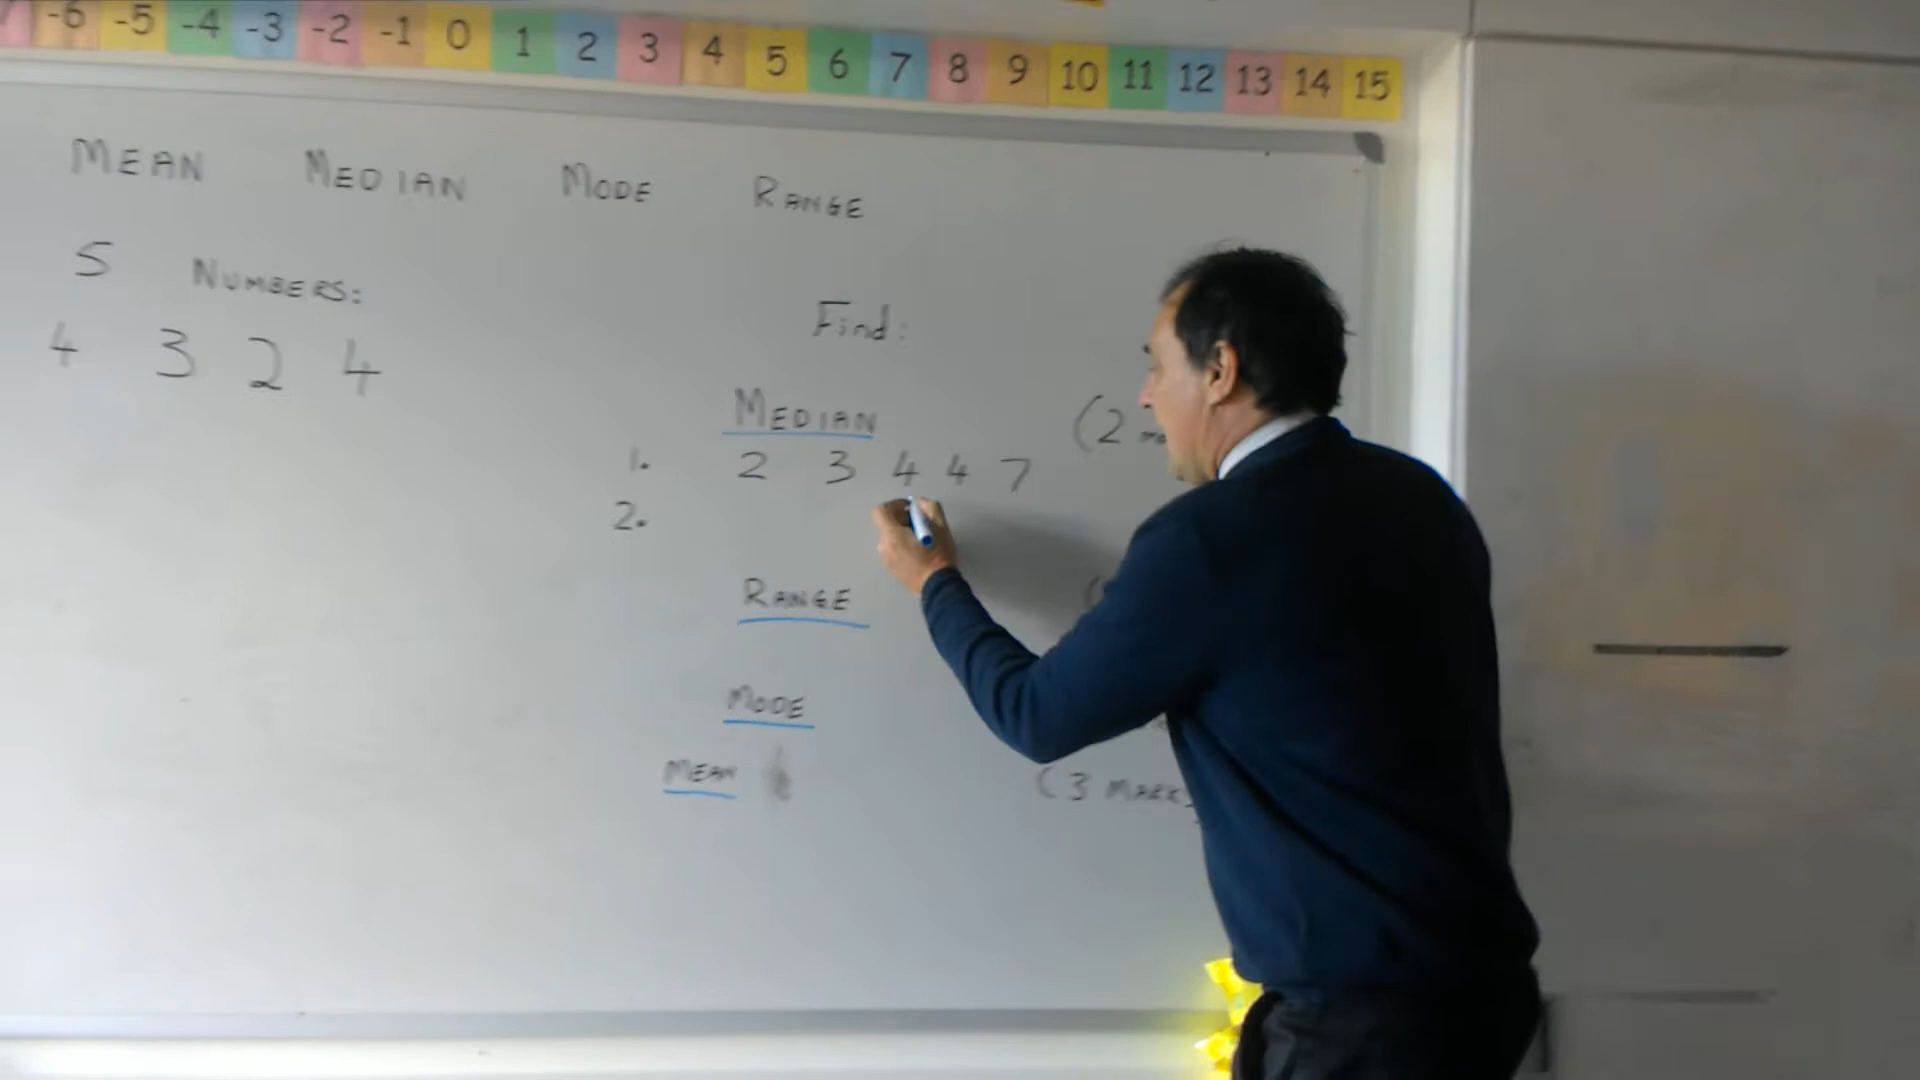 -6 -5 -4 -3 -2 -1 0 1 2 3 4 5 6 7 8 9 10 11 12 13 14 15
MEAN MEDIAN MODE RANGE
5 NUMBERS:
4 3 2 4
Find:
MEDIAN (2
1. 2 3 4 4 7
2.
RANGE
MODE
MEAN (3 MARKS